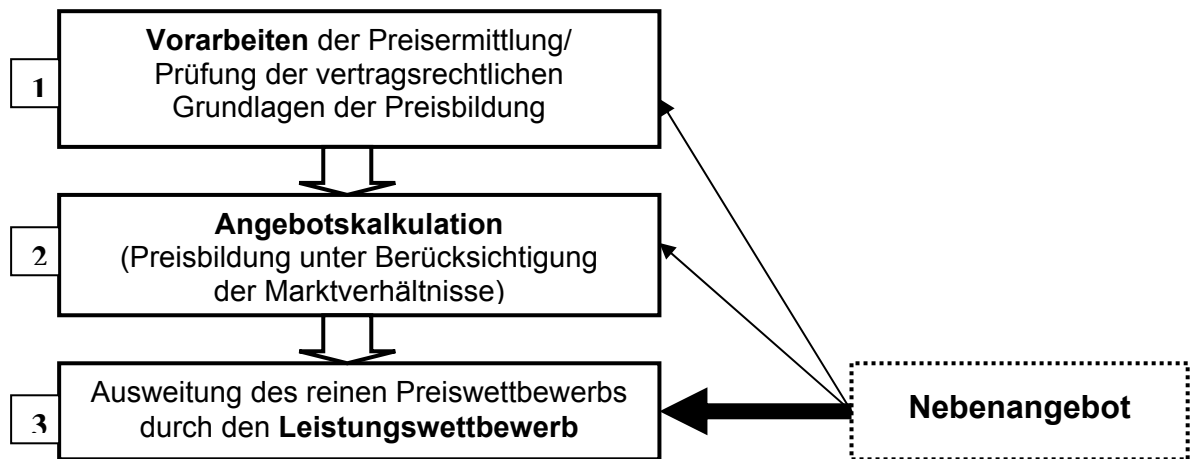 1
Vorarbeiten der Preisermittlung/
Prüfung der vertragsrechtlichen
Grundlagen der Preisbildung
2
Angebotskalkulation
(Preisbildung unter Berücksichtigung
der Marktverhältnisse)
3
Ausweitung des reinen Preiswettbewerbs
durch den Leistungswettbewerb
Nebenangebot